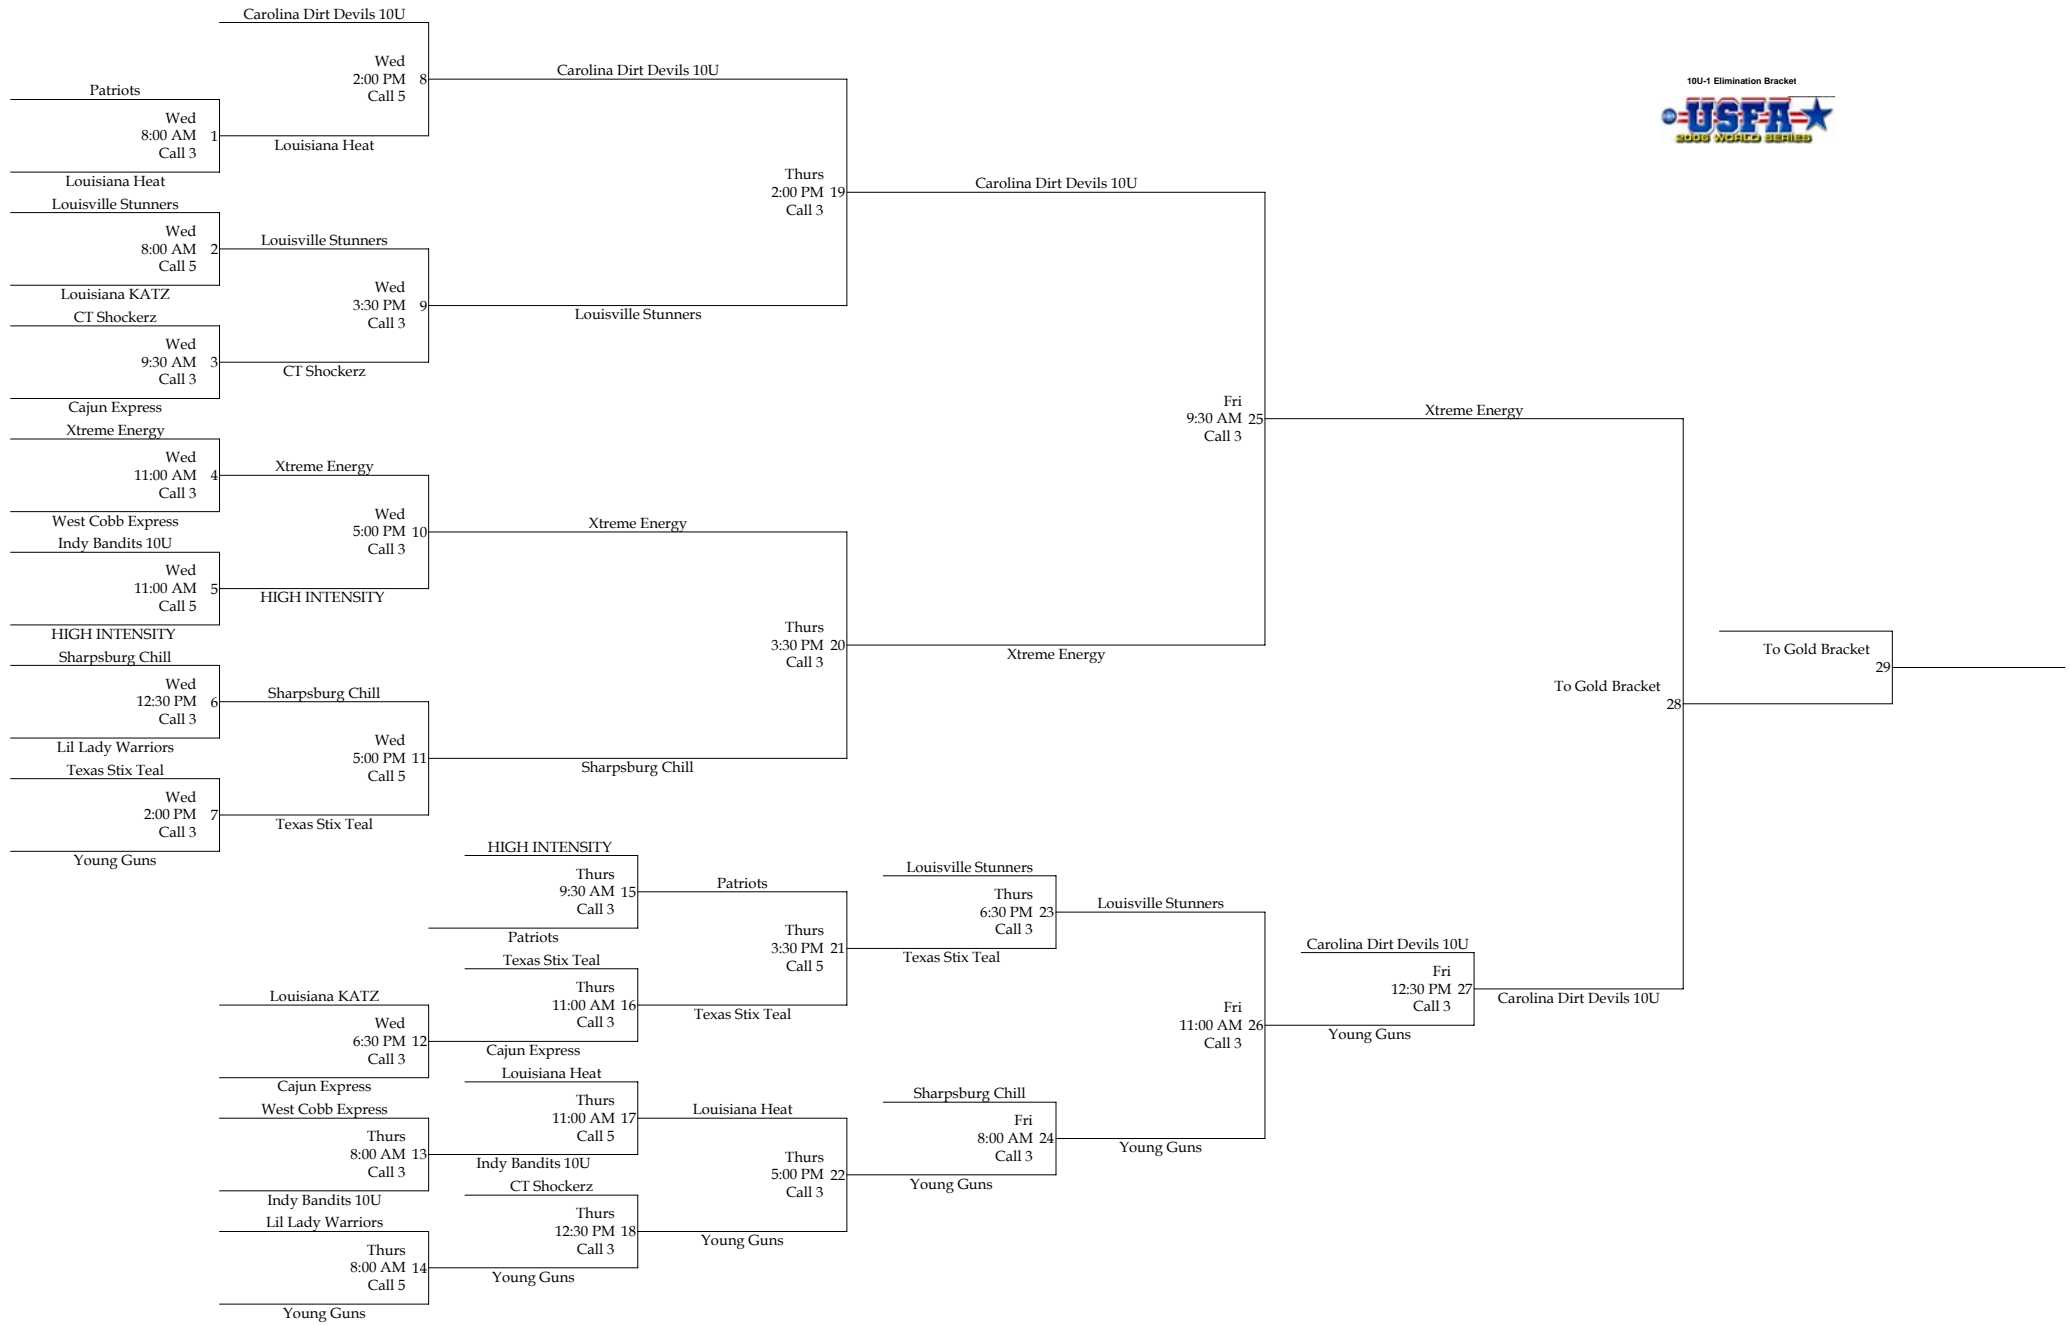 Carolina Dirt Devils 10U
Wed
2:00 PM 8
Call 5
Carolina Dirt Devils 10U
10U-1 Elimination Bracket
USFA
2006 WORLD SERIES
Patriots
Wed
8:00 AM 1
Call 3
Louisiana Heat
Louisiana Heat
Louisville Stunners
Wed
8:00 AM 2
Call 5
Louisiana KATZ
Louisville Stunners
Wed
3:30 PM 9
Call 3
Louisville Stunners
Thurs
2:00 PM 19
Call 3
Carolina Dirt Devils 10U
CT Shockerz
Wed
9:30 AM 3
Call 3
Cajun Express
CT Shockerz
Xtreme Energy
Wed
11:00 AM 4
Call 3
West Cobb Express
Xtreme Energy
Wed
5:00 PM 10
Call 3
Xtreme Energy
Fri
9:30 AM 25
Call 3
Xtreme Energy
Indy Bandits 10U
Wed
11:00 AM 5
Call 5
HIGH INTENSITY
HIGH INTENSITY
Sharpsburg Chill
Wed
12:30 PM 6
Call 3
Lil Lady Warriors
Sharpsburg Chill
Wed
5:00 PM 11
Call 5
Sharpsburg Chill
Thurs
3:30 PM 20
Call 3
Xtreme Energy
To Gold Bracket
28
To Gold Bracket
29
Texas Stix Teal
Wed
2:00 PM 7
Call 3
Young Guns
Texas Stix Teal
HIGH INTENSITY
Thurs
9:30 AM 15
Call 3
Patriots
Patriots
Thurs
3:30 PM 21
Call 5
Texas Stix Teal
Louisville Stunners
Thurs
6:30 PM 23
Call 3
Louisville Stunners
Carolina Dirt Devils 10U
Fri
12:30 PM 27
Call 3
Carolina Dirt Devils 10U
Texas Stix Teal
Thurs
11:00 AM 16
Call 3
Cajun Express
Texas Stix Teal
Louisiana KATZ
Wed
6:30 PM 12
Call 3
Cajun Express
Fri
11:00 AM 26
Call 3
Young Guns
West Cobb Express
Thurs
8:00 AM 13
Call 3
Indy Bandits 10U
Louisiana Heat
Thurs
11:00 AM 17
Call 5
Indy Bandits 10U
Louisiana Heat
Thurs
5:00 PM 22
Call 3
Young Guns
Sharpsburg Chill
Fri
8:00 AM 24
Call 3
Young Guns
CT Shockerz
Thurs
12:30 PM 18
Call 3
Young Guns
Young Guns
Lil Lady Warriors
Thurs
8:00 AM 14
Call 5
Young Guns